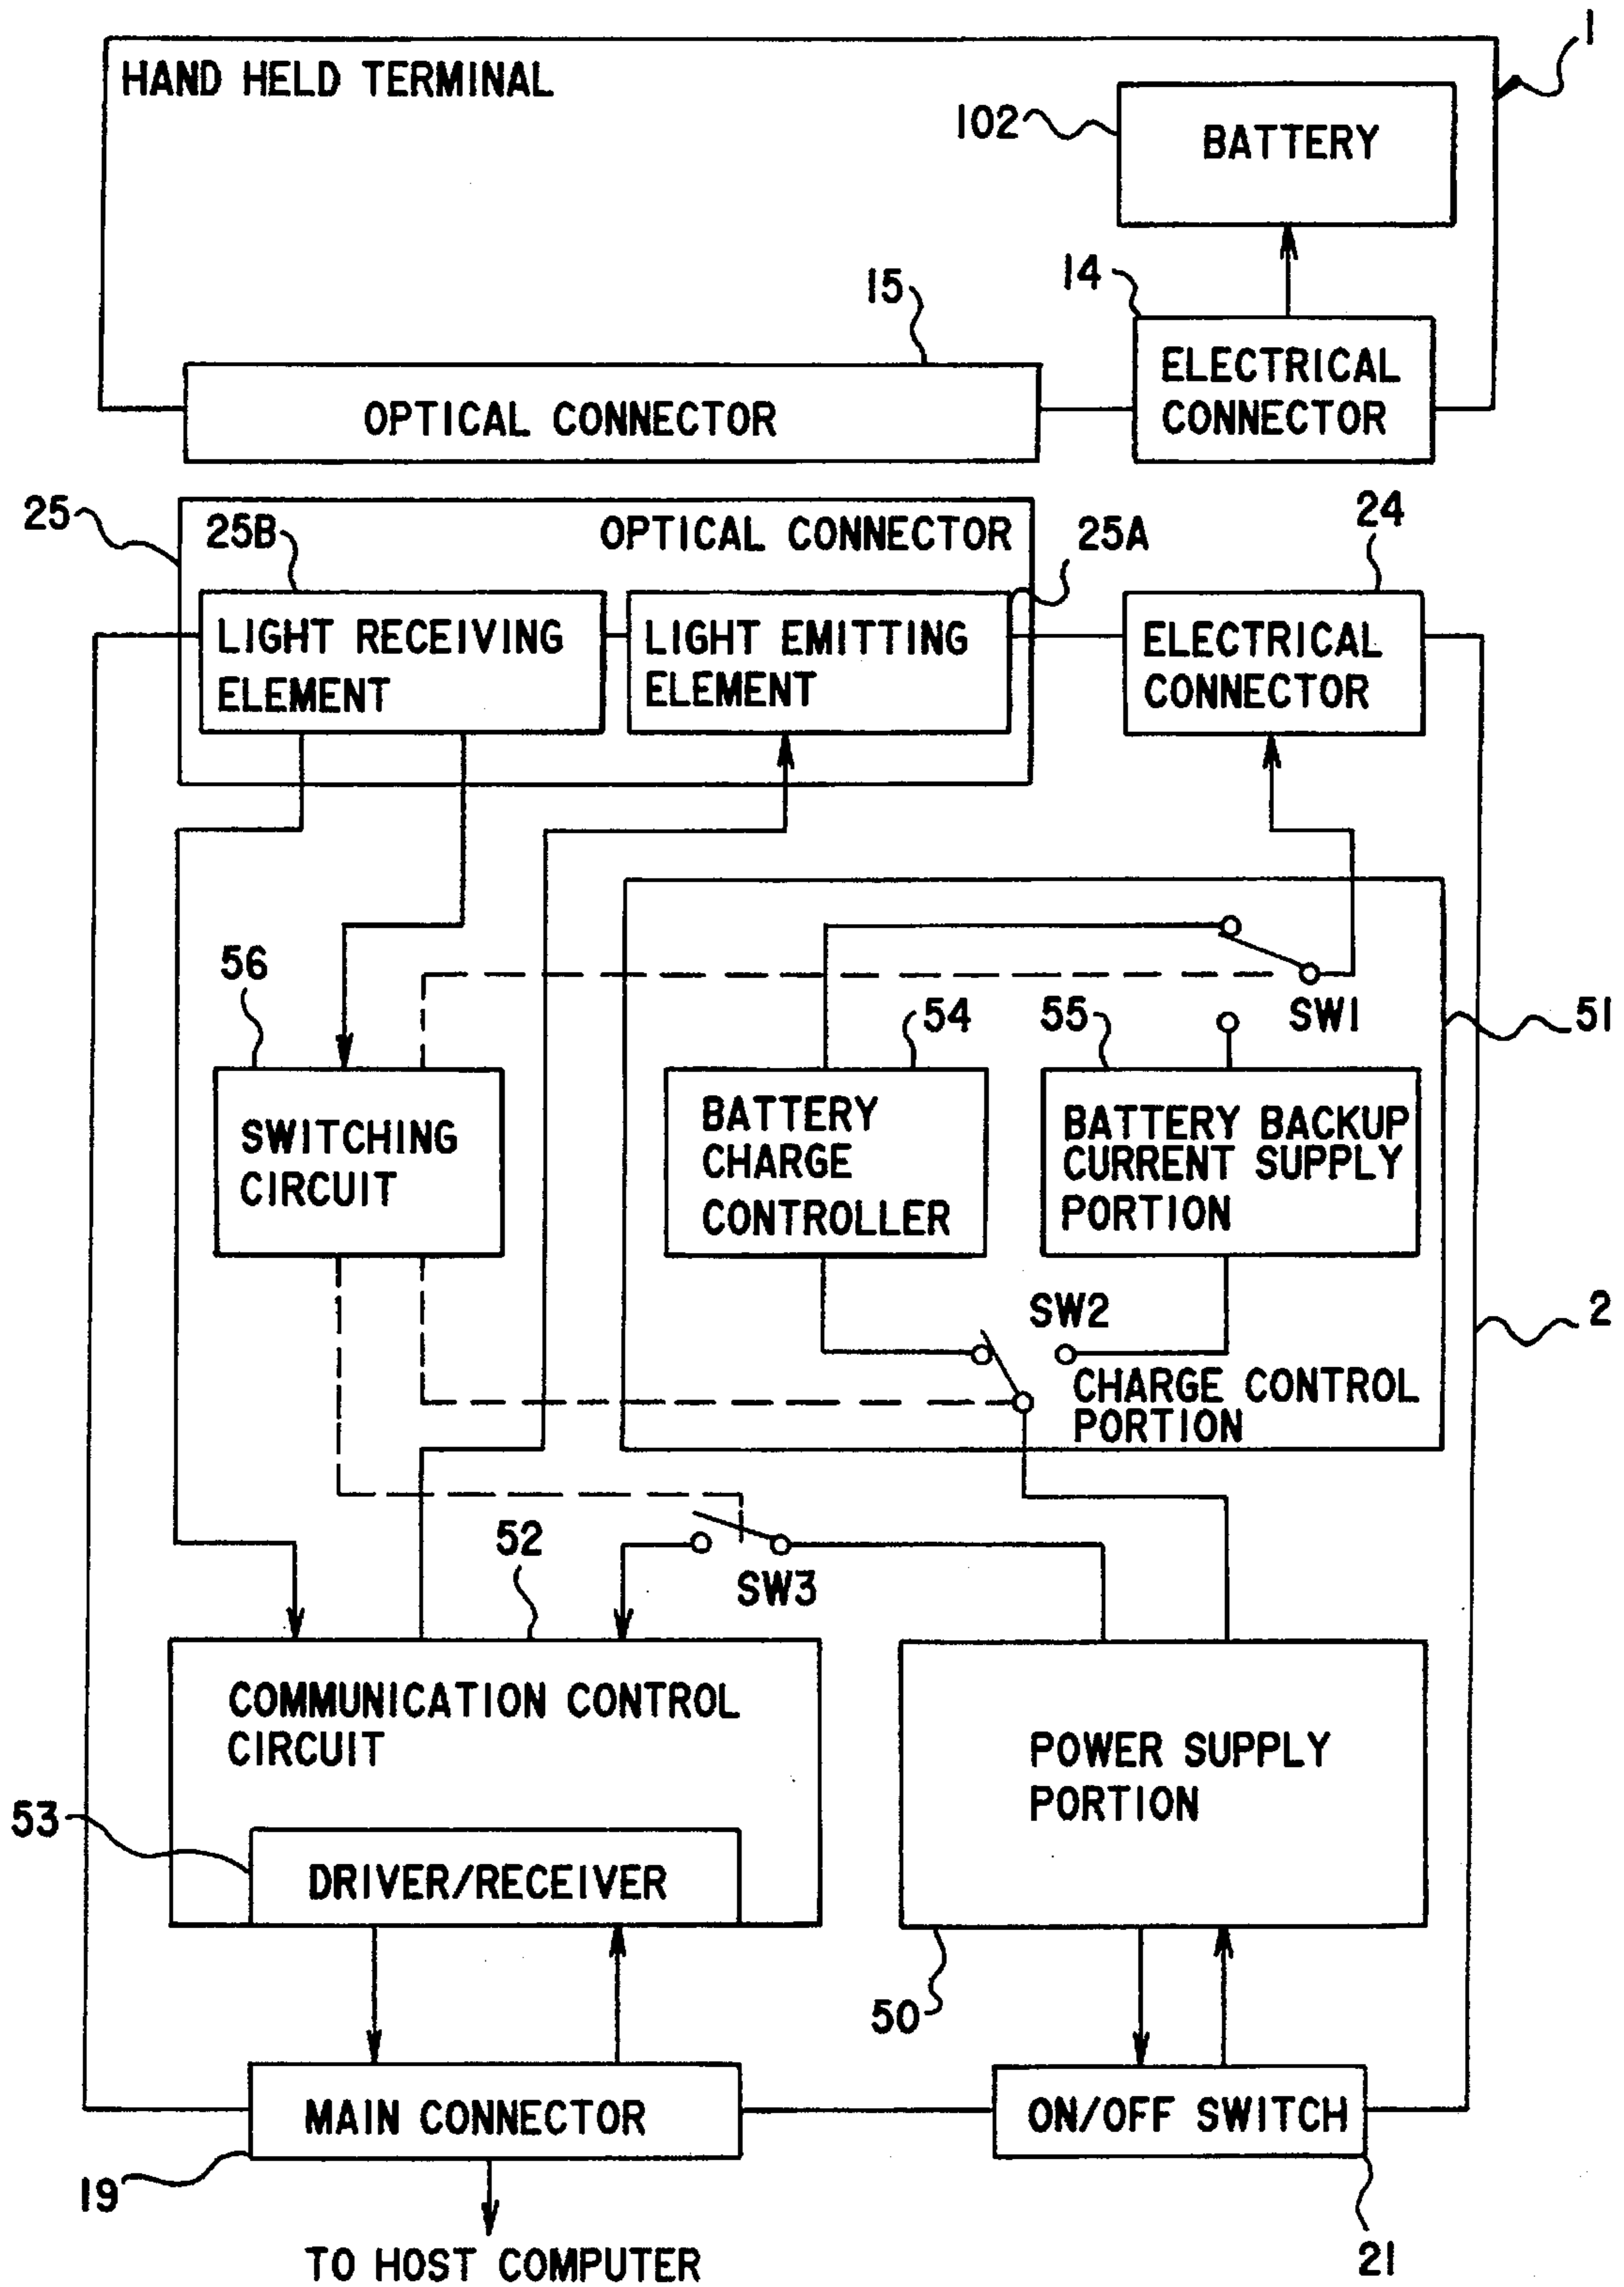 1
HAND HELD TERMINAL
102
BATTERY
14
15
ELECTRICAL
CONNECTOR
OPTICAL CONNECTOR
25
25B
OPTICAL CONNECTOR
25A
24
LIGHT RECEIVING
ELEMENT
LIGHT EMITTING
ELEMENT
ELECTRICAL
CONNECTOR
56
54
55
SW1
51
SWITCHING
CIRCUIT
BATTERY
CHARGE
CONTROLLER
BATTERY BACKUP
CURRENT SUPPLY
PORTION
SW2
2
CHARGE CONTROL
PORTION
52
SW3
COMMUNICATION CONTROL
CIRCUIT
POWER SUPPLY
PORTION
53
DRIVER/RECEIVER
50
MAIN CONNECTOR
ON/OFF SWITCH
19
21
TO HOST COMPUTER